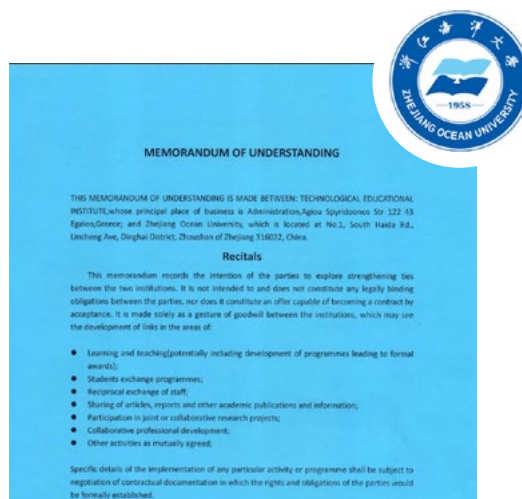 浙江海洋大学
1958
ZHEJIANG OCEAN UNIVERSITY
MEMORANDUM OF UNDERSTANDING
THIS MEMORANDUM OF UNDERSTANDING IS MADE BETWEEN: TECHNOLOGICAL EDUCATIONAL
INSTITUTE,whose principal place of business is Administration,Agiou Spyridoonos Str 122 43
Egaleo,Greece; and Zhejiang Ocean University, which is located at No.1, South Haida Rd.,
Lincheng Ave, Dinghai District, Zhoushan of Zhejiang 316022, China.
Recitals
This memorandum records the intention of the parties to explore strengthening ties
between the two institutions. It is not intended to and does not constitute any legally binding
obligations between the parties, nor does it constitute an offer capable of becoming a contract by
acceptance. It is made solely as a gesture of goodwill between the institutions, which may see
the development of links in the areas of:
● Learning and teaching(potentially including development of programmes leading to formal
awards);
● Students exchange programmes;
● Reciprocal exchange of staff;
● Sharing of articles, reports and other academic publications and information;
● Participation in joint or collaborative research projects;
● Collaborative professional development;
● Other activities as mutually agreed;
Specific details of the implementation of any particular activity or programme shall be subject to
negotiation of contractual documentation in which the rights and obligations of the parties would
be formally established.